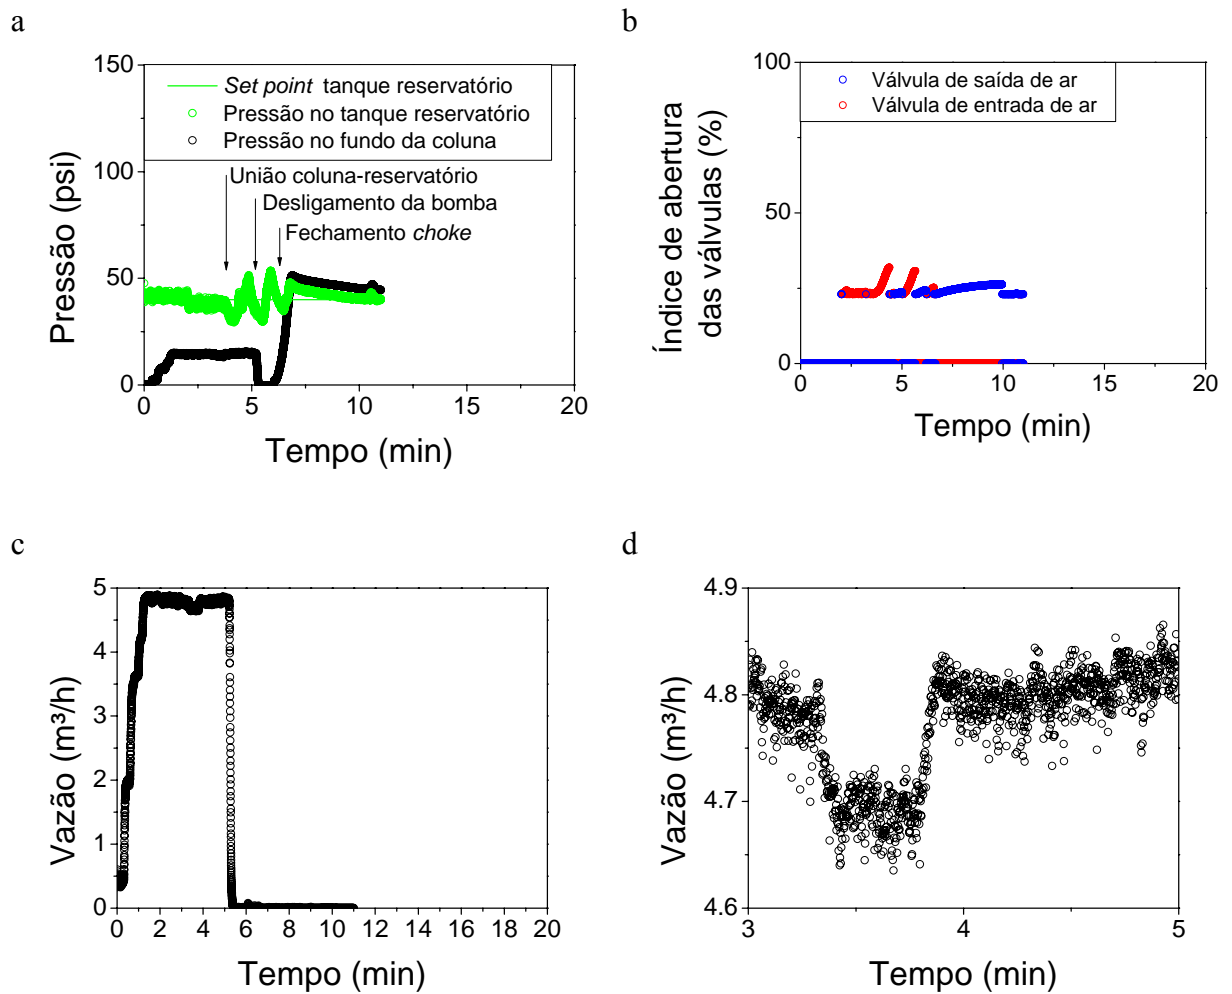 a
150
100
50
0
Pressão (psi)
Set point tanque reservatório
Pressão no tanque reservatório
Pressão no fundo da coluna
União coluna-reservatório
Desligamento da bomba
Fechamento choke
0 5 10 15 20
Tempo (min)
b
100
50
0
Índice de abertura
das válvulas (%)
Válvula de saída de ar
Válvula de entrada de ar
0 5 10 15 20
Tempo (min)
c
5
4
3
2
1
0
Vazão (m³/h)
0 2 4 6 8 10 12 14 16 18 20
Tempo (min)
d
4.9
4.8
4.7
4.6
Vazão (m³/h)
3 4 5
Tempo (min)